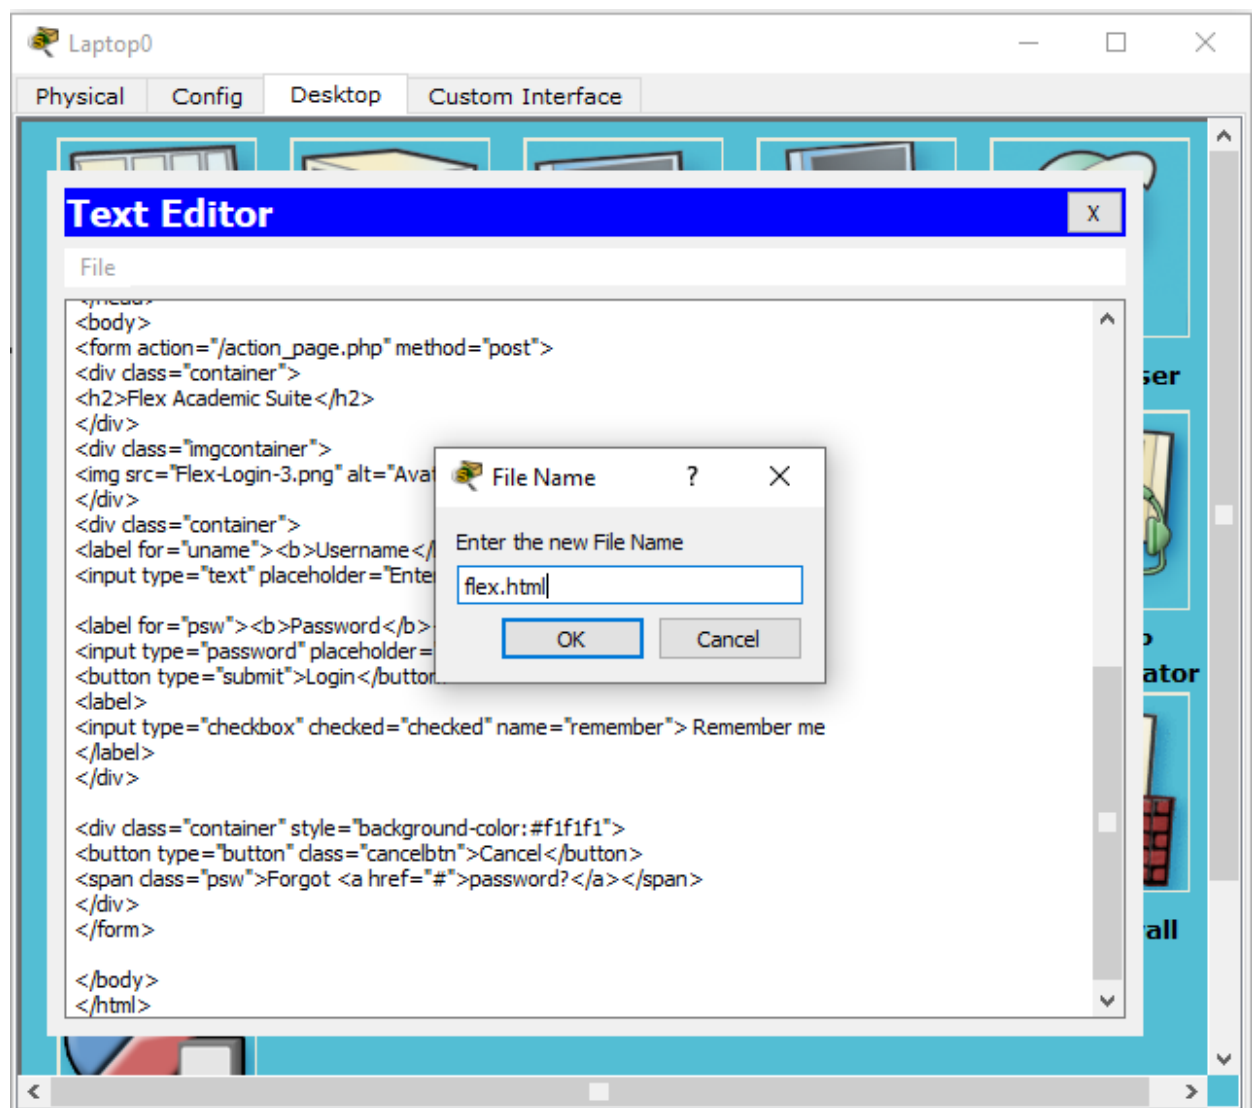 Laptop0
Physical Config Desktop Custom Interface
Text Editor
X
File
</head>
<body>
<form action="/action_page.php" method="post">
<div class="container">
<h2>Flex Academic Suite</h2>
</div>
<div class="imgcontainer">
<img src="Flex-Login-3.png" alt="Avat
</div>
<div class="container">
<label for="uname"><b>Username</
<input type="text" placeholder="Enter
<label for="psw"><b>Password</b>
<input type="password" placeholder=
<button type="submit">Login</button
<label>
<input type="checkbox" checked="checked" name="remember"> Remember me
</label>
</div>
<div class="container" style="background-color:#f1f1f1">
<button type="button" class="cancelbtn">Cancel</button>
<span class="psw">Forgot <a href="#">password?</a></span>
</div>
</form>
</body>
</html>
File Name
?
Enter the new File Name
flex.html
OK Cancel
ser
ator
all